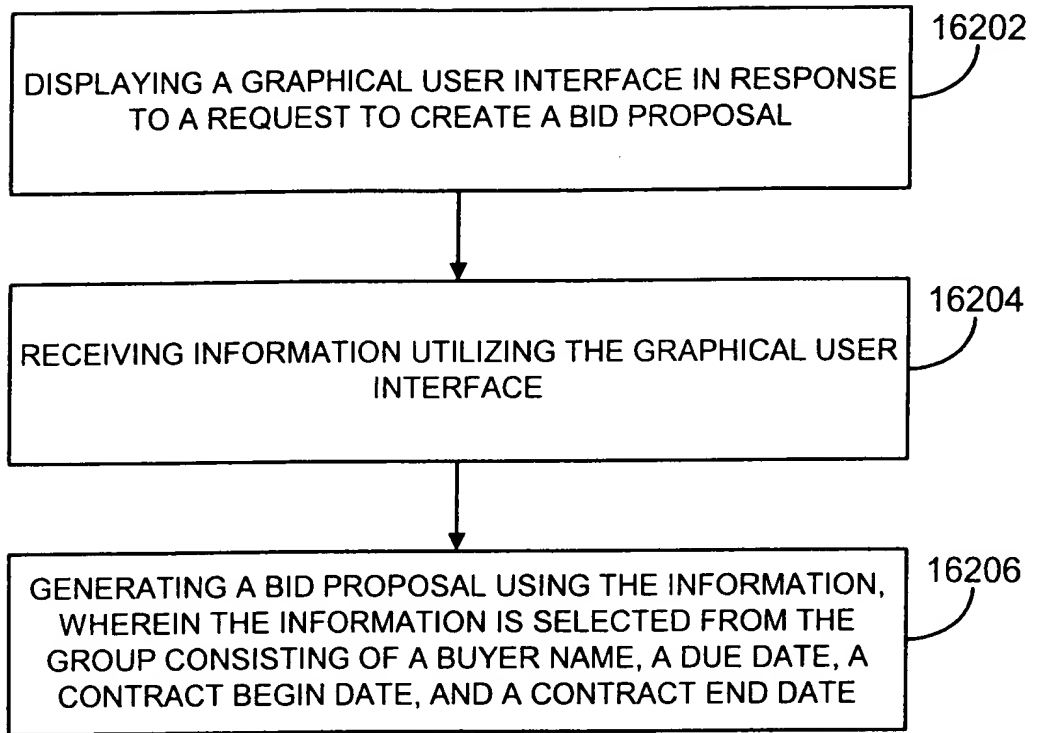 16202
DISPLAYING A GRAPHICAL USER INTERFACE IN RESPONSE
TO A REQUEST TO CREATE A BID PROPOSAL
16204
RECEIVING INFORMATION UTILIZING THE GRAPHICAL USER
INTERFACE
16206
GENERATING A BID PROPOSAL USING THE INFORMATION,
WHEREIN THE INFORMATION IS SELECTED FROM THE
GROUP CONSISTING OF A BUYER NAME, A DUE DATE, A
CONTRACT BEGIN DATE, AND A CONTRACT END DATE